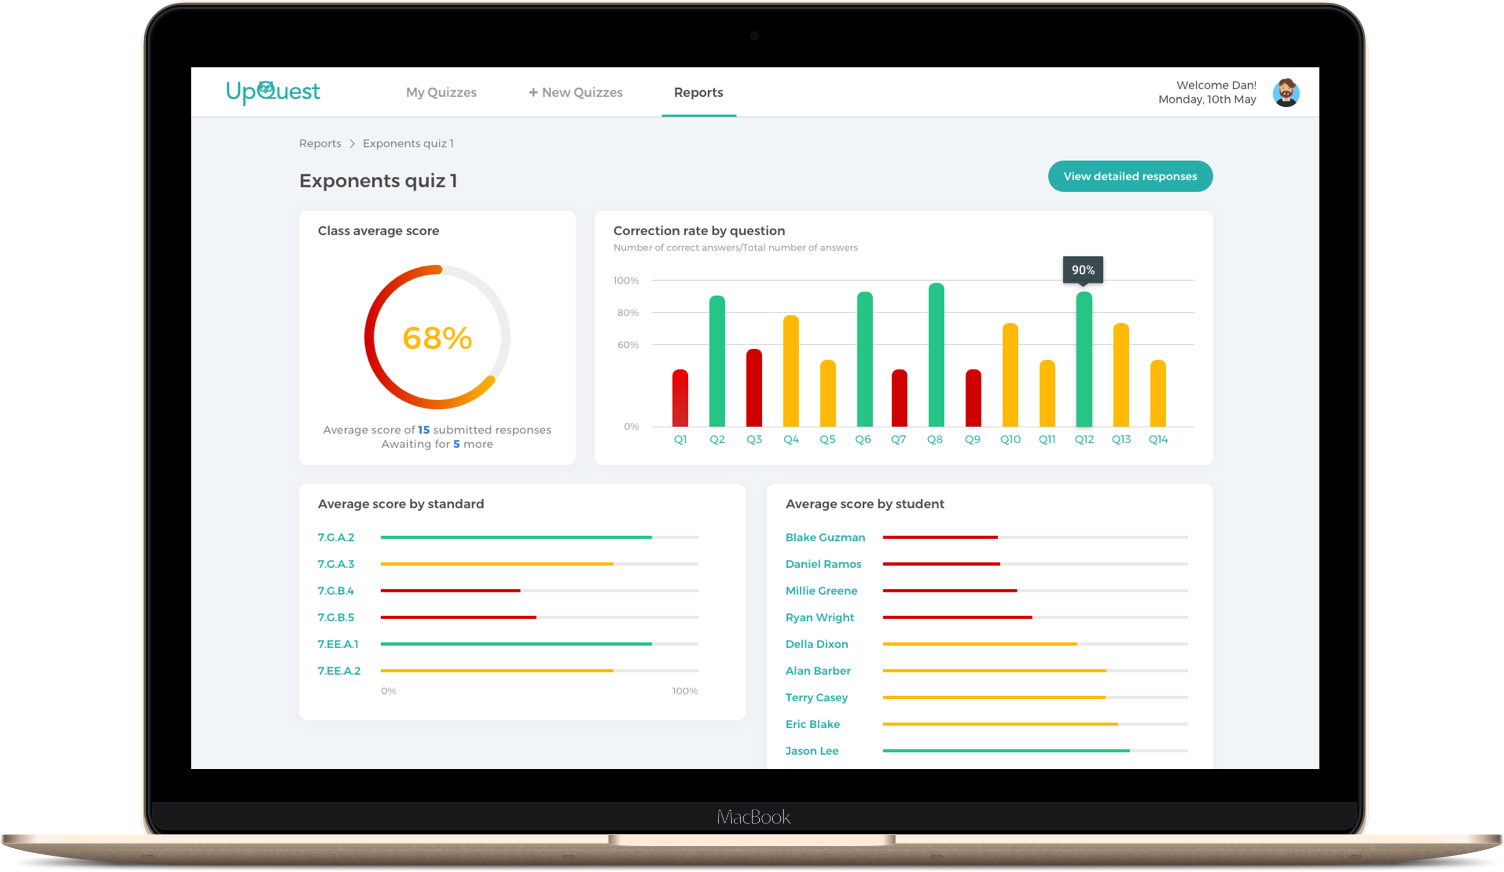 UpQuest
My Quizzes
+ New Quizzes
Reports
Welcome Dan!
Monday, 10th May
Reports > Exponents quiz 1
Exponents quiz 1
View detailed responses
Class average score
68%
Average score of 15 submitted responses
Awaiting for 5 more
Correction rate by question
Number of correct answers/Total number of answers
90%
100%
80%
60%
0%
Q1 Q2 Q3 Q4 Q5 Q6 Q7 Q8 Q9 Q10 Q11 Q12 Q13 Q14
Average score by standard
7.G.A.2
7.G.A.3
7.G.B.4
7.G.B.5
7.EE.A.1
7.EE.A.2
0% 100%
Average score by student
Blake Guzman
Daniel Ramos
Millie Greene
Ryan Wright
Della Dixon
Alan Barber
Terry Casey
Eric Blake
Jason Lee
MacBook